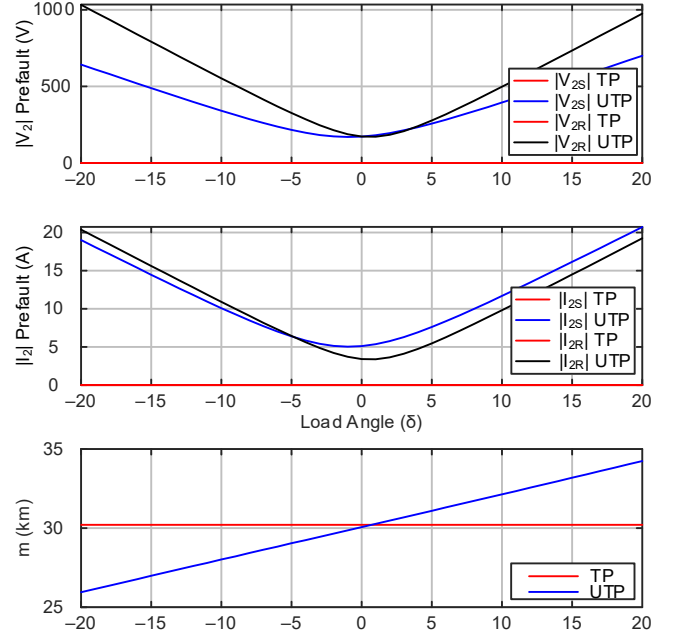 |V₂| Prefault (V)
1000
500
0
|V₂S| TP
|V₂S| UTP
|V₂R| TP
|V₂R| UTP
−20 −15 −10 −5 0 5 10 15 20
|I₂| Prefault (A)
20
15
10
5
0
|I₂S| TP
|I₂S| UTP
|I₂R| TP
|I₂R| UTP
−20 −15 −10 −5 0 5 10 15 20
Load Angle (δ)
m (km)
35
30
25
TP
UTP
−20 −15 −10 −5 0 5 10 15 20